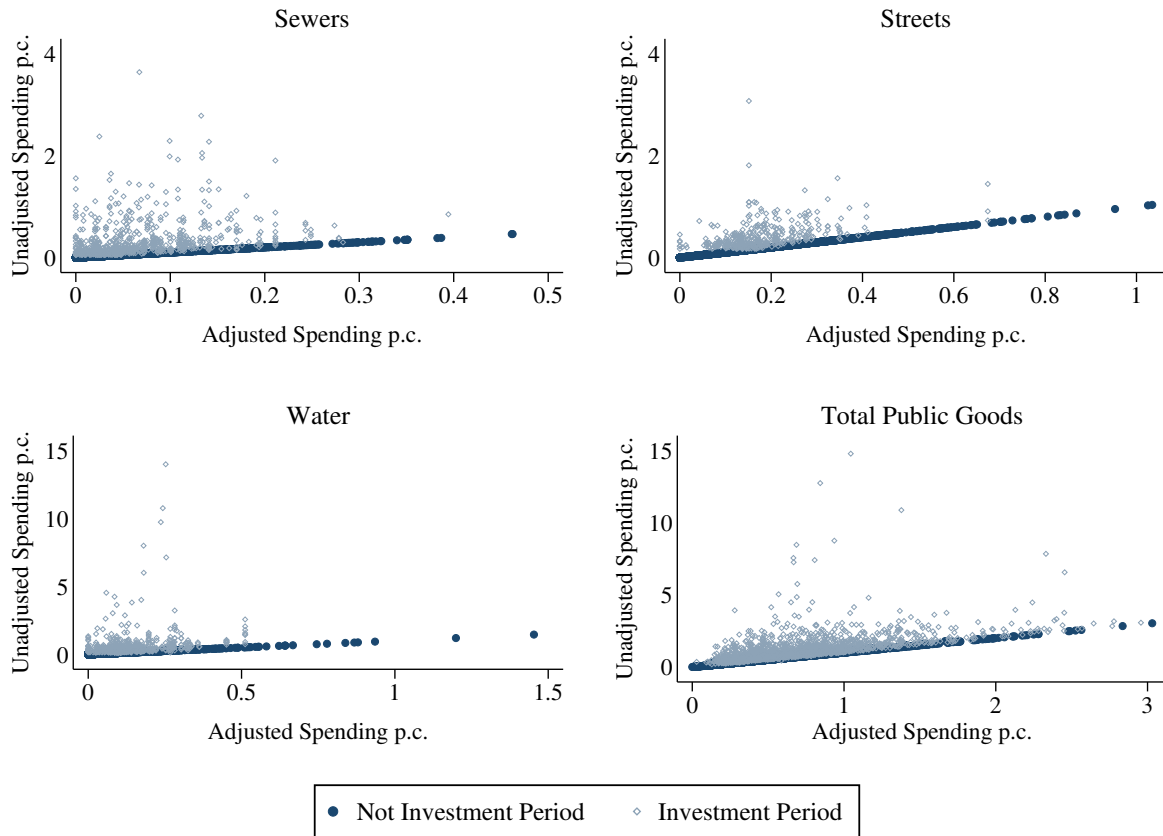 Sewers
Unadjusted Spending p.c.
4
2
0
0 0.1 0.2 0.3 0.4 0.5
Adjusted Spending p.c.
Streets
Unadjusted Spending p.c.
4
2
0
0 0.2 0.4 0.6 0.8 1
Adjusted Spending p.c.
Water
Unadjusted Spending p.c.
15
10
5
0
0 0.5 1 1.5
Adjusted Spending p.c.
Total Public Goods
Unadjusted Spending p.c.
15
10
5
0
0 1 2 3
Adjusted Spending p.c.
Not Investment Period Investment Period